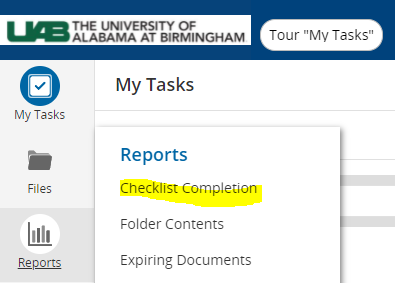 UAB THE UNIVERSITY OF
ALABAMA AT BIRMINGHAM
Tour "My Tasks"
My Tasks
My Tasks
Files
Reports
Reports
Checklist Completion
Folder Contents
Expiring Documents